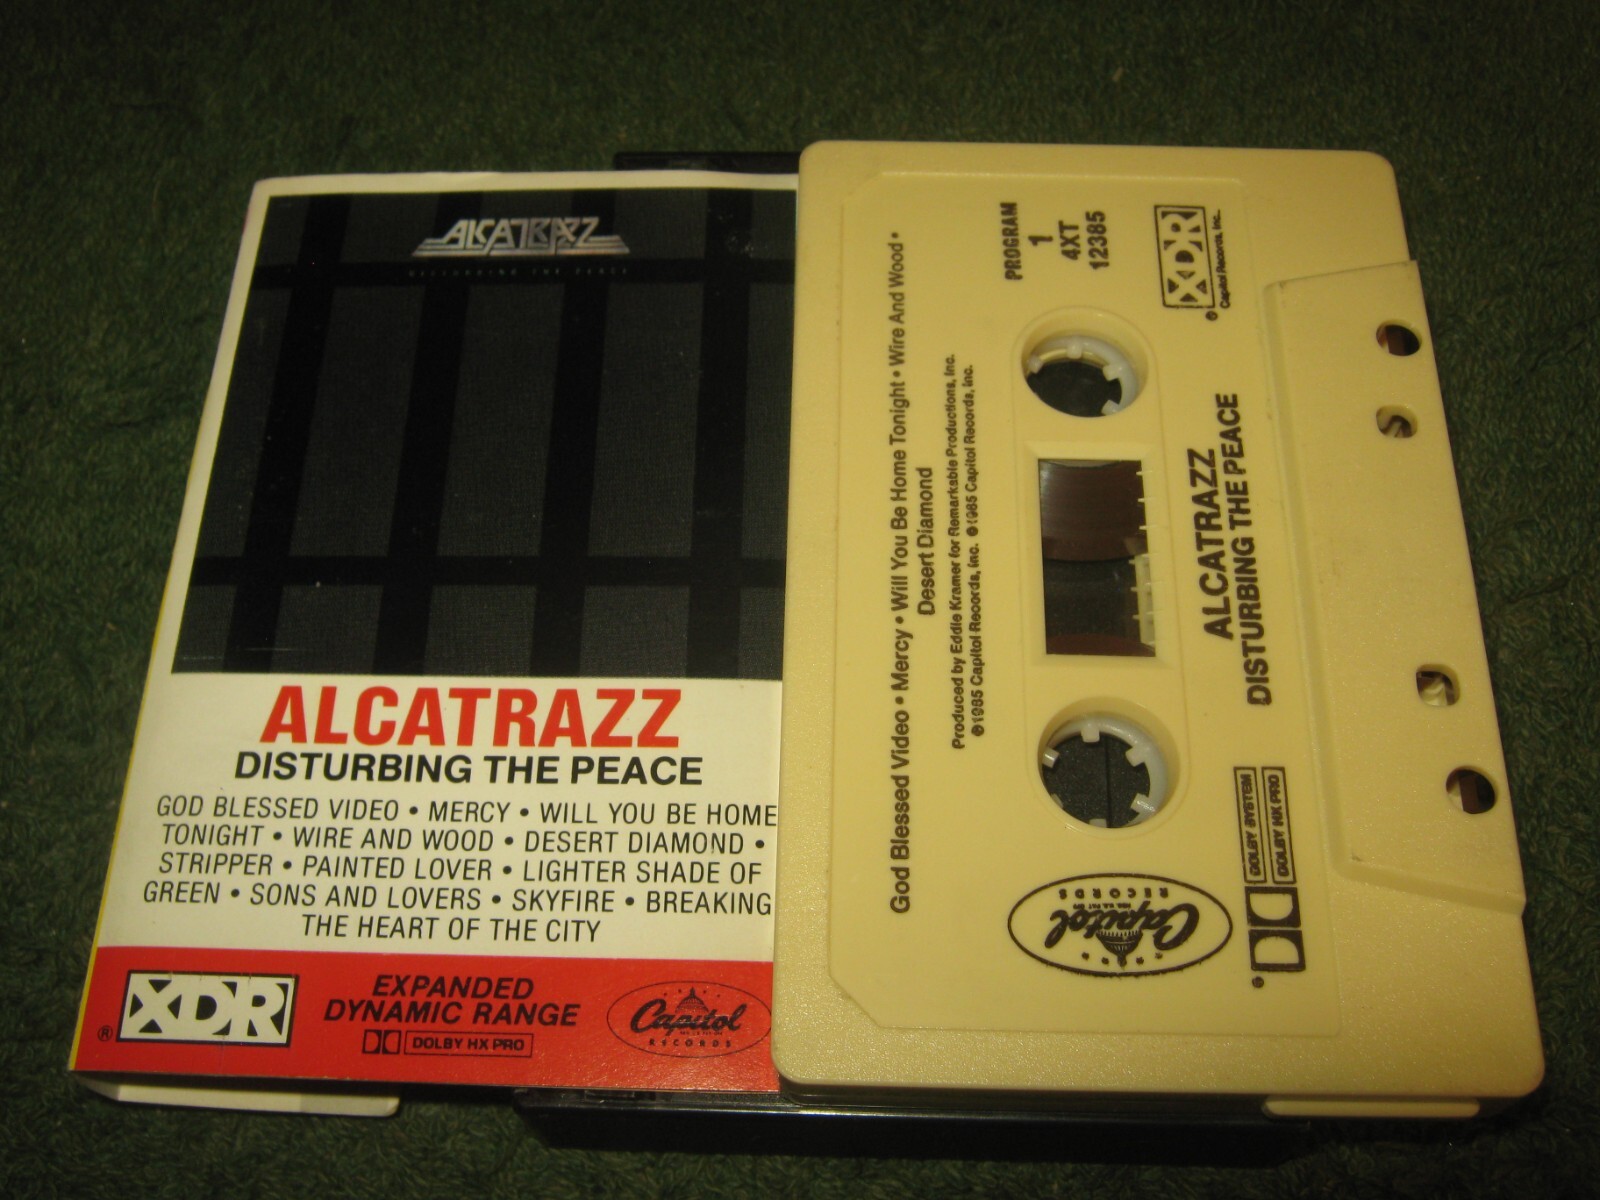 ALCATRAZZ
DISTURBING THE PEACE
ALCATRAZZ
DISTURBING THE PEACE
GOD BLESSED VIDEO • MERCY • WILL YOU BE HOME
TONIGHT • WIRE AND WOOD • DESERT DIAMOND •
STRIPPER • PAINTED LOVER • LIGHTER SHADE OF
GREEN • SONS AND LOVERS • SKYFIRE • BREAKING
THE HEART OF THE CITY
XDR
®
EXPANDED
DYNAMIC RANGE
DOLBY HX PRO
Capitol
RECORDS
God Blessed Video • Mercy • Will You Be Home Tonight • Wire And Wood •
Desert Diamond
Produced by Eddie Kramer for Remarkable Productions, Inc.
℗1985 Capitol Records, Inc. ©1985 Capitol Records, Inc.
PROGRAM
1
4XT
12385
XDR
®
Capitol Records, Inc.
ALCATRAZZ
DISTURBING THE PEACE
Capitol
RECORDS
DOLBY SYSTEM
DOLBY HX PRO
®